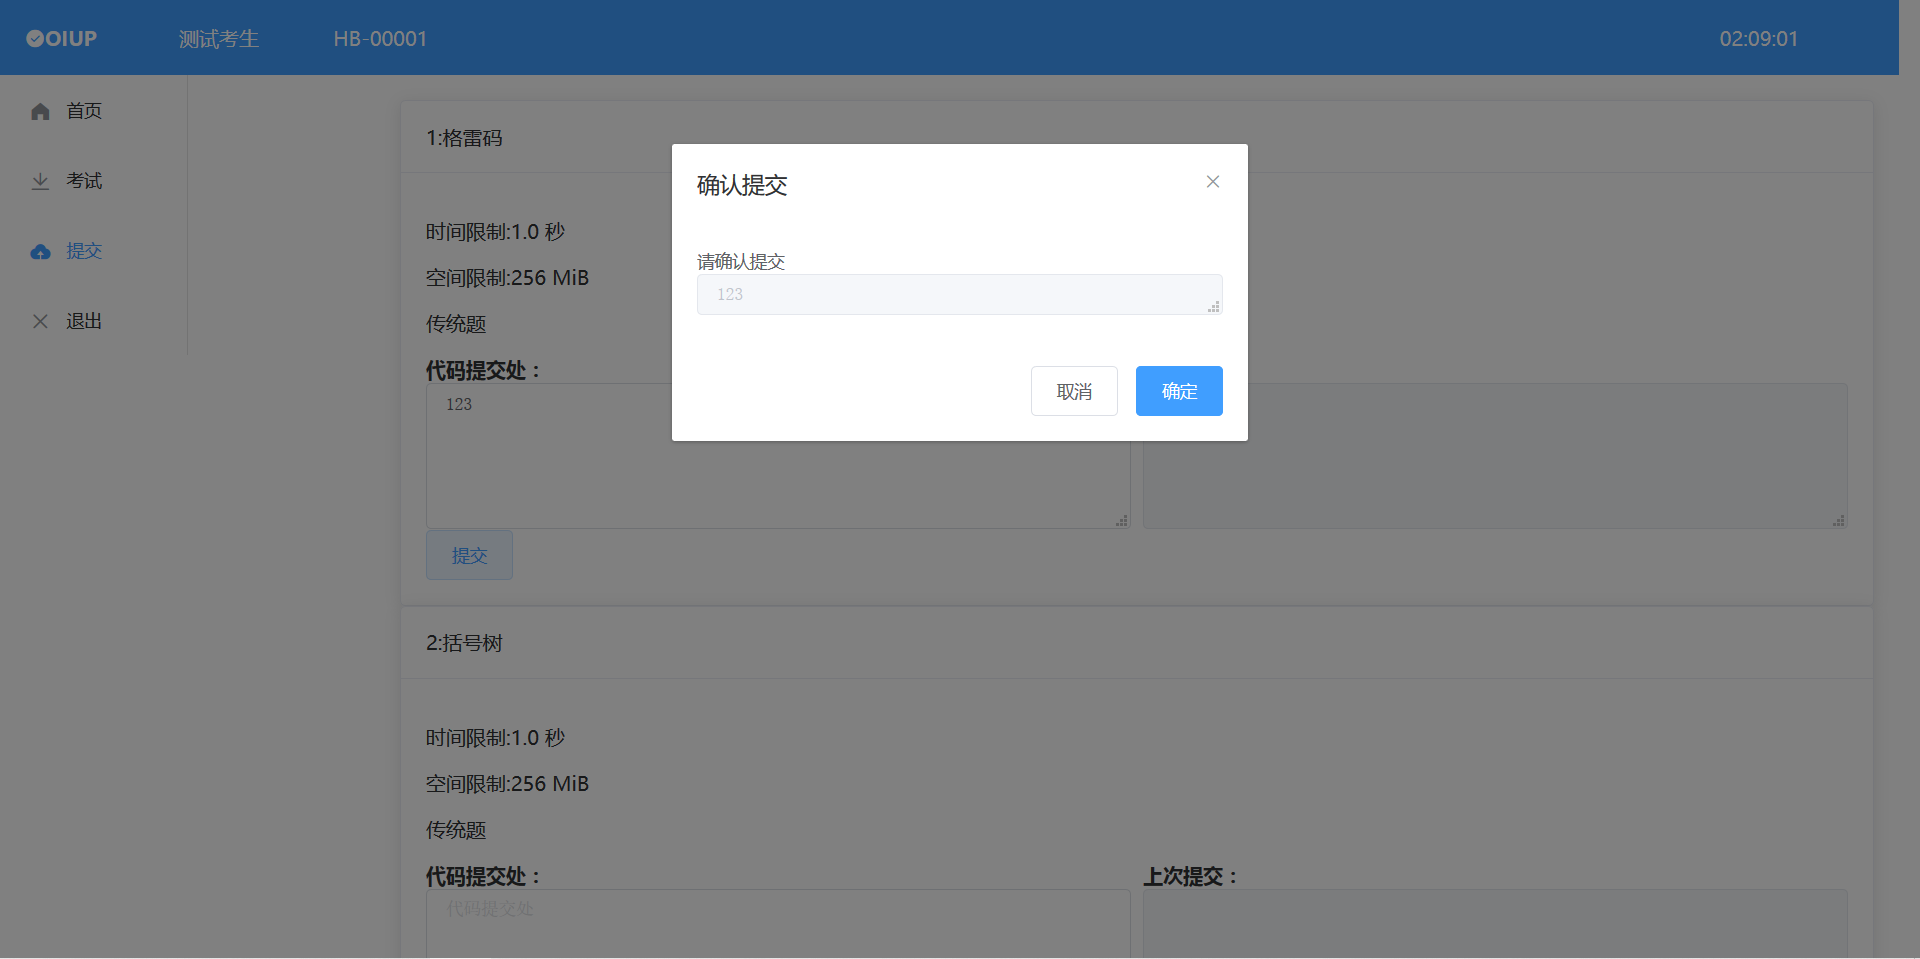 OIUP 测试考生 HB-00001 02:09:01
首页
考试
提交
退出
1:格雷码
时间限制:1.0 秒
空间限制:256 MiB
传统题
代码提交处：
123
提交
确认提交
请确认提交
123
取消 确定
2:括号树
时间限制:1.0 秒
空间限制:256 MiB
传统题
代码提交处： 上次提交：
代码提交处